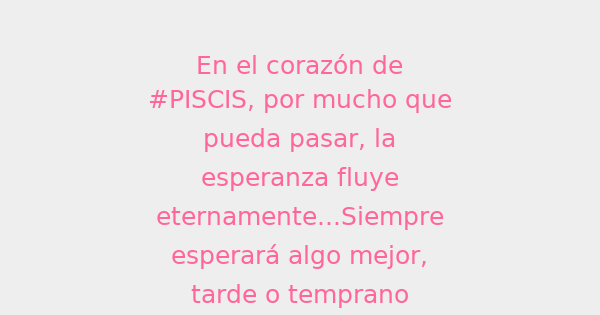 En el corazón de
#PISCIS, por mucho que
pueda pasar, la
esperanza fluye
eternamente...Siempre
esperará algo mejor,
tarde o temprano